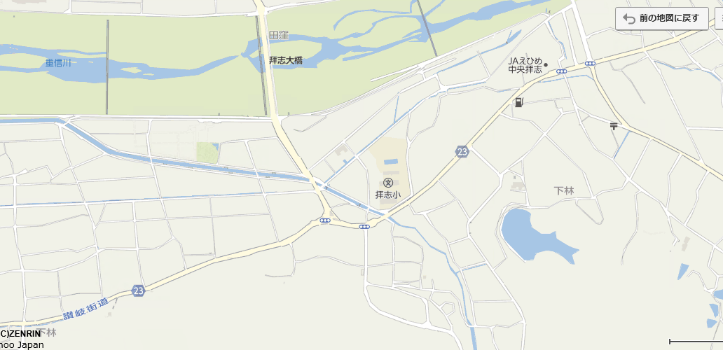 前の地図に戻す
田窪
拝志大橋
重信川
JAえひめ
中央拝志
23
下林
拝志小
23
讃岐街道
下林
(C)ZENRIN
hoo Japan